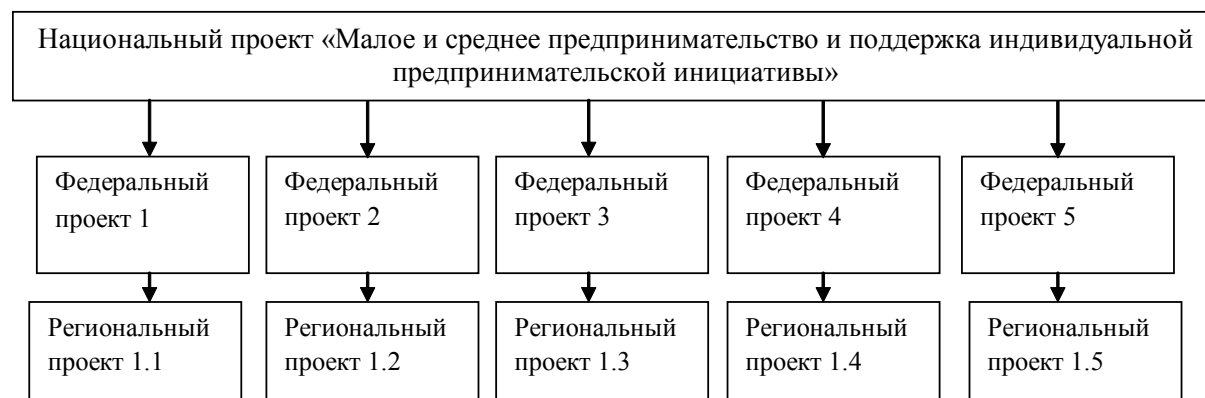 Национальный проект «Малое и среднее предпринимательство и поддержка индивидуальной
предпринимательской инициативы»
Федеральный
проект 1
Федеральный
проект 2
Федеральный
проект 3
Федеральный
проект 4
Федеральный
проект 5
Региональный
проект 1.1
Региональный
проект 1.2
Региональный
проект 1.3
Региональный
проект 1.4
Региональный
проект 1.5